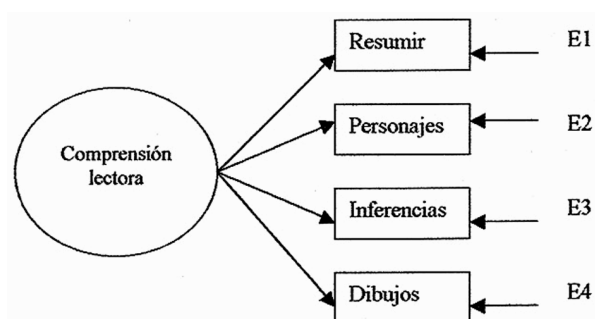 Resumir
E1
Personajes
E2
Comprensión
lectora
Inferencias
E3
Dibujos
E4